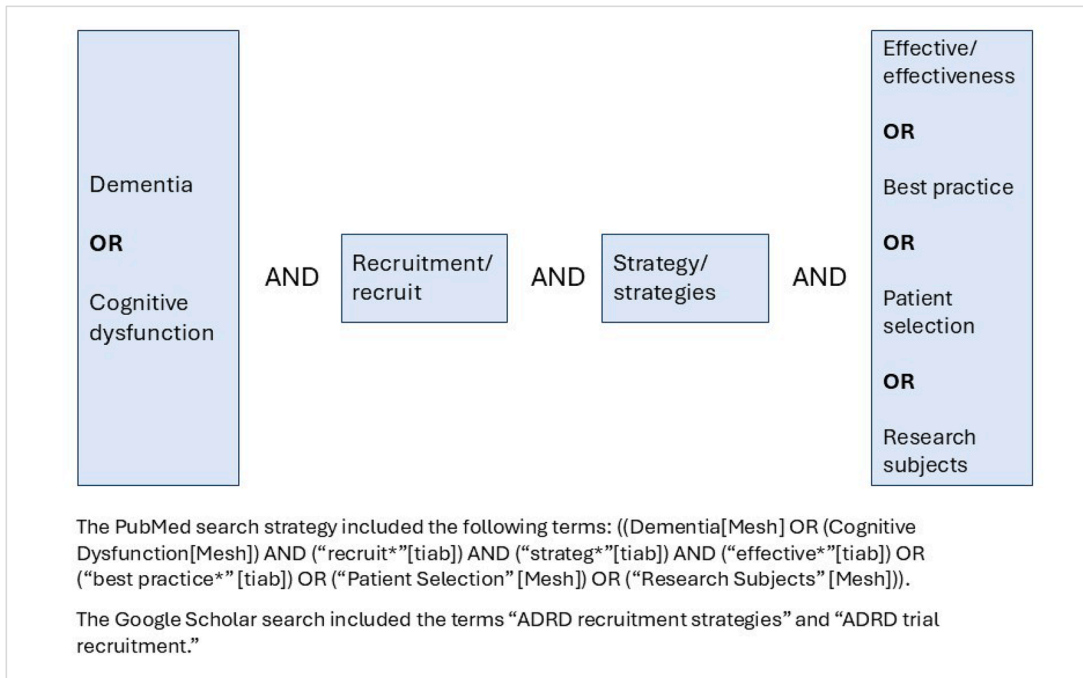 Dementia
OR
Cognitive
dysfunction
AND
Recruitment/
recruit
AND
Strategy/
strategies
AND
Effective/
effectiveness
OR
Best practice
OR
Patient
selection
OR
Research
subjects
The PubMed search strategy included the following terms: ((Dementia[Mesh] OR (Cognitive
Dysfunction[Mesh]) AND (“recruit*”[tiab]) AND (“strateg*”[tiab]) AND (“effective*”[tiab]) OR
(“best practice*” [tiab]) OR (“Patient Selection” [Mesh]) OR (“Research Subjects” [Mesh])).
The Google Scholar search included the terms “ADRD recruitment strategies” and “ADRD trial
recruitment.”